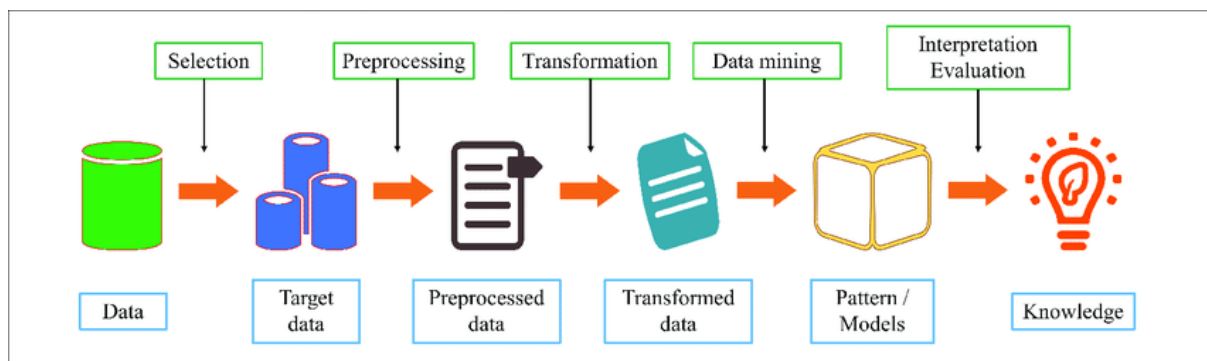 Selection
Preprocessing
Transformation
Data mining
Interpretation
Evaluation
Data
Target
data
Preprocessed
data
Transformed
data
Pattern /
Models
Knowledge